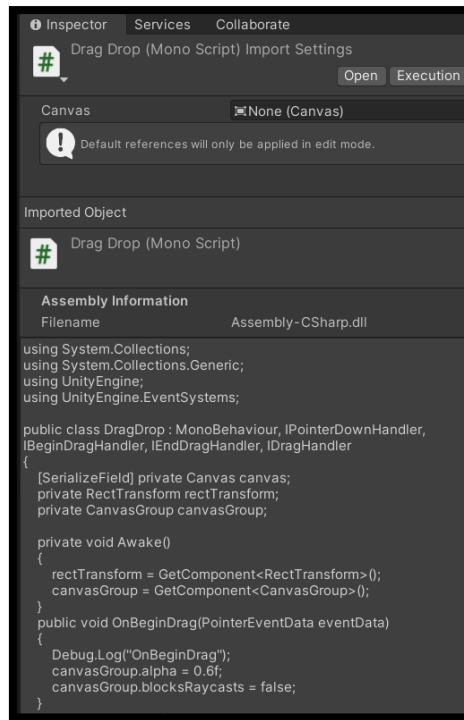 Inspector Services Collaborate
Drag Drop (Mono Script) Import Settings
Open Execution
Canvas None (Canvas)
Default references will only be applied in edit mode.
Imported Object
Drag Drop (Mono Script)
Assembly Information
Filename Assembly-CSharp.dll
using System.Collections;
using System.Collections.Generic;
using UnityEngine;
using UnityEngine.EventSystems;
public class DragDrop : MonoBehaviour, IPointerDownHandler,
IBeginDragHandler, IEndDragHandler, IDragHandler
{
[SerializeField] private Canvas canvas;
private RectTransform rectTransform;
private CanvasGroup canvasGroup;
private void Awake()
{
rectTransform = GetComponent<RectTransform>();
canvasGroup = GetComponent<CanvasGroup>();
}
public void OnBeginDrag(PointerEventData eventData)
{
Debug.Log("OnBeginDrag");
canvasGroup.alpha = 0.6f;
canvasGroup.blocksRaycasts = false;
}